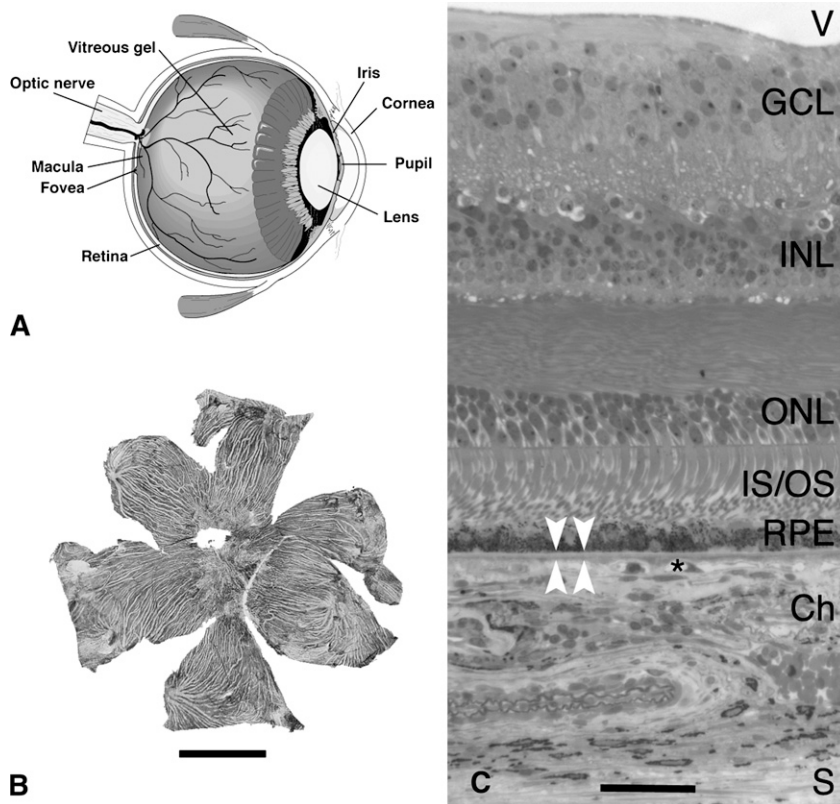 Vitreous gel
Optic nerve
Iris
Cornea
Macula
Fovea
Pupil
Lens
Retina
A
B
V
GCL
INL
ONL
IS/OS
RPE
*
Ch
C
S